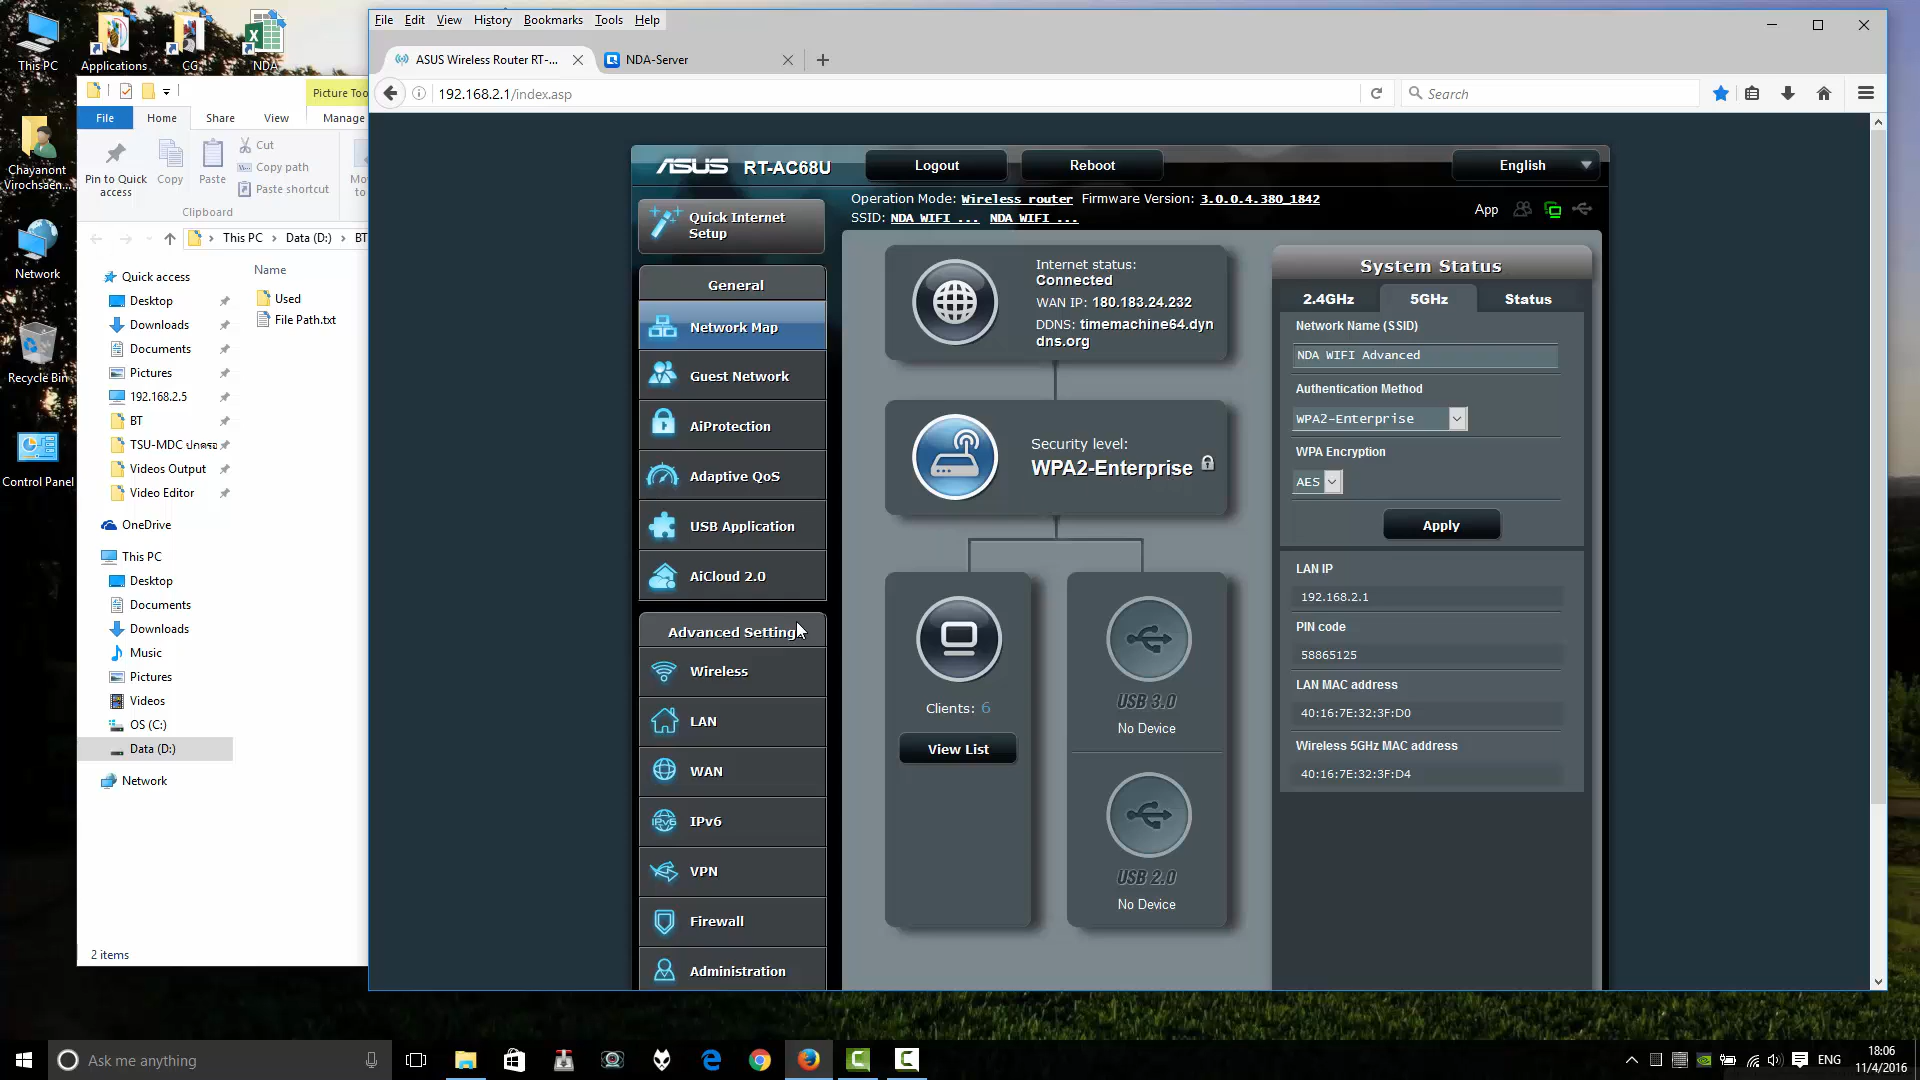 This PC
Applications
CG
NDA
Chayanont
Virochsaen...
Network
Recycle Bin
Control Panel
Picture Too
File
Home
Share
View
Manage
Pin to Quick
access
Copy
Paste
Cut
Copy path
Paste shortcut
Clipboard
This PC
Data (D:)
BT
Quick access
Desktop
Downloads
Documents
Pictures
192.168.2.5
BT
TSU-MDC ปกครอ
Videos Output
Video Editor
OneDrive
This PC
Desktop
Documents
Downloads
Music
Pictures
Videos
OS (C:)
Data (D:)
Network
Name
Used
File Path.txt
2 items
File Edit View History Bookmarks Tools Help
ASUS Wireless Router RT-...
NDA-Server
192.168.2.1/index.asp
Search
ASUS RT-AC68U
Logout
Reboot
English
Operation Mode: Wireless router Firmware Version: 3.0.0.4.380_1842
SSID: NDA WIFI ... NDA WIFI ...
App
Quick Internet
Setup
General
Network Map
Guest Network
AiProtection
Adaptive QoS
USB Application
AiCloud 2.0
Advanced Setting
Wireless
LAN
WAN
IPv6
VPN
Firewall
Administration
Internet status:
Connected
WAN IP: 180.183.24.232
DDNS: timemachine64.dyn
dns.org
Security level:
WPA2-Enterprise
Clients: 6
View List
USB 3.0
No Device
USB 2.0
No Device
System Status
2.4GHz
5GHz
Status
Network Name (SSID)
NDA WIFI Advanced
Authentication Method
WPA2-Enterprise
WPA Encryption
AES
Apply
LAN IP
192.168.2.1
PIN code
58865125
LAN MAC address
40:16:7E:32:3F:D0
Wireless 5GHz MAC address
40:16:7E:32:3F:D4
Ask me anything
ENG
18:06
11/4/2016